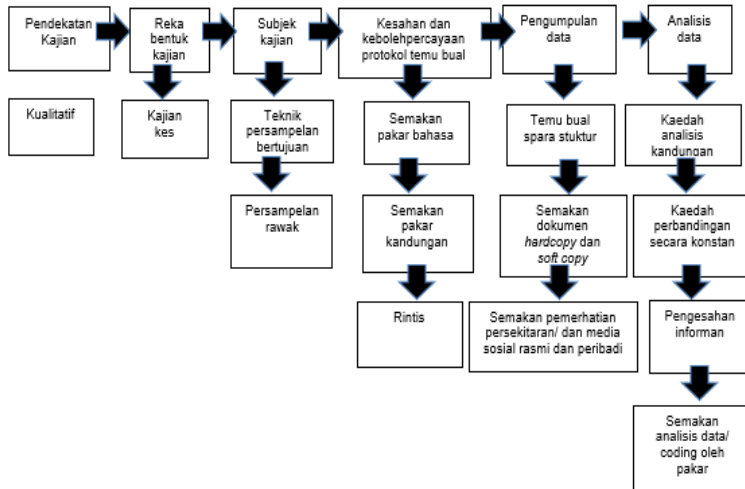 Pendekatan
Kajian
Reka
bentuk
kajian
Subjek
kajian
Kesahan dan
kebolehpercayaan
protokol temu bual
Pengumpulan
data
Analisis
data
Kualitatif
Kajian
kes
Teknik
persampelan
bertujuan
Semakan
pakar bahasa
Temu bual
spara stuktur
Kaedah
analisis
kandungan
Persampelan
rawak
Semakan
pakar
kandungan
Semakan
dokumen
hardcopy dan
soft copy
Kaedah
perbandingan
secara konstan
Rintis
Semakan pemerhatian
persekitaran/ dan media
sosial rasmi dan peribadi
Pengesahan
informan
Semakan
analisis data/
coding oleh
pakar